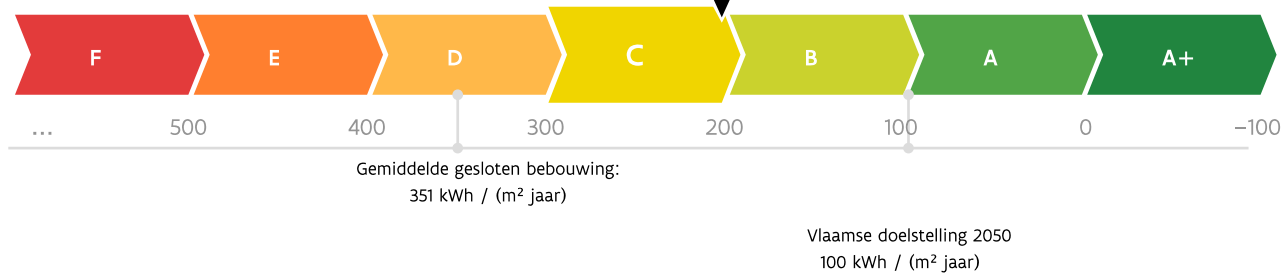 F E D C B A A+
... 500 400 300 200 100 0 −100
Gemiddelde gesloten bebouwing:
351 kWh / (m² jaar)
Vlaamse doelstelling 2050
100 kWh / (m² jaar)